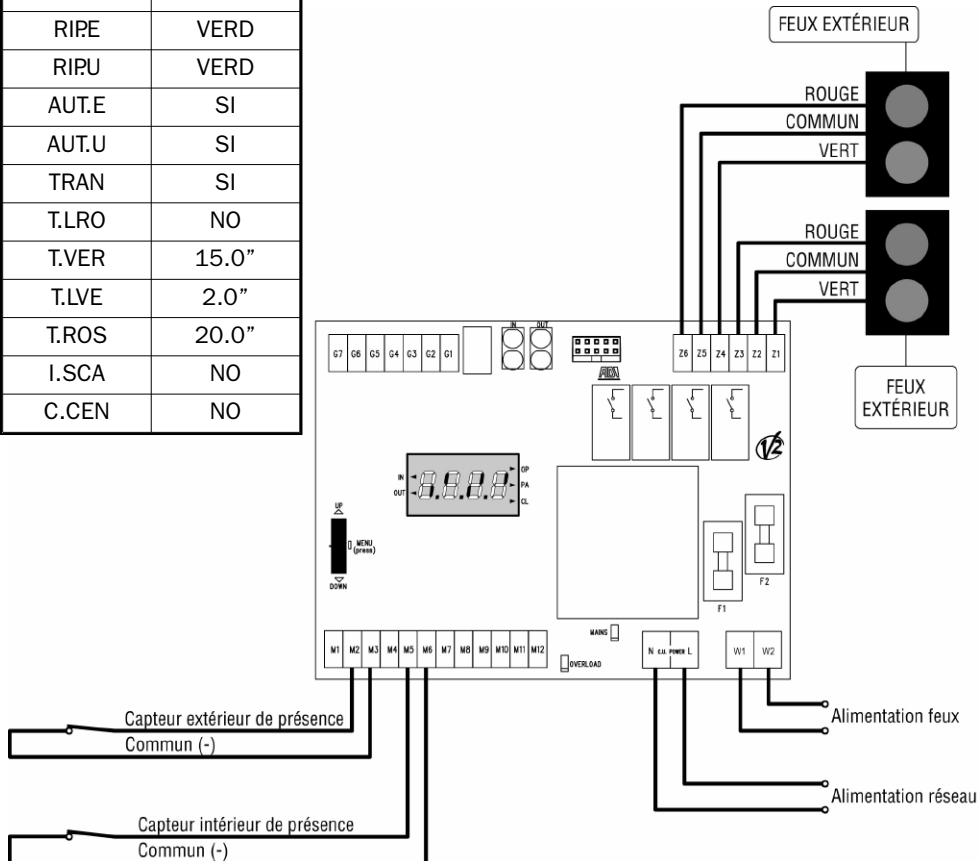 RIP.E VERD
RIP.U VERD
AUT.E SI
AUT.U SI
TRAN SI
T.LRO NO
T.VER 15.0”
T.LVE 2.0”
T.ROS 20.0”
I.SCA NO
C.CEN NO
FEUX EXTÉRIEUR
ROUGE
COMMUN
VERT
ROUGE
COMMUN
VERT
FEUX
EXTÉRIEUR
G7 G6 G5 G4 G3 G2 G1
IN OUT
Z6 Z5 Z4 Z3 Z2 Z1
V2
IN
OUT
OP
PA
CL
UP
MENU
(press)
DOWN
F1
F2
MAINS
OVERLOAD
M1 M2 M3 M4 M5 M6 M7 M8 M9 M10 M11 M12
N C.U. POWER L
W1 W2
Capteur extérieur de présence
Commun (-)
Alimentation feux
Alimentation réseau
Capteur intérieur de présence
Commun (-)